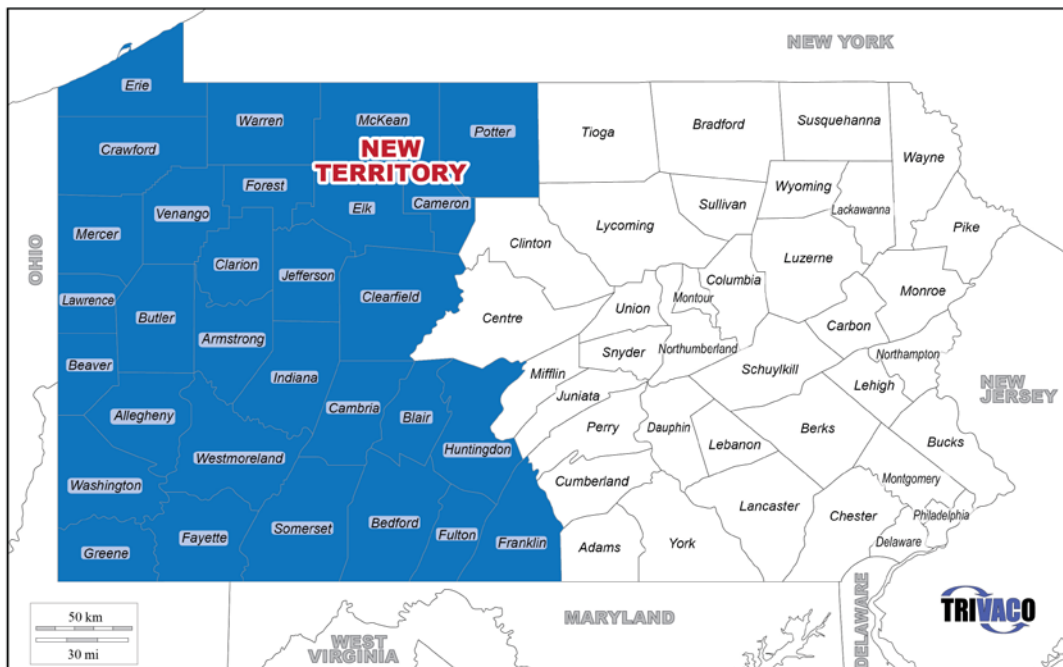 NEW YORK
Erie
Warren
McKean
Potter
Tioga
Bradford
Susquehanna
Crawford
NEW
TERRITORY
Wayne
Forest
Elk
Cameron
Wyoming
Sullivan
Lackawanna
Venango
Mercer
Lycoming
Pike
OHIO
Clinton
Clarion
Jefferson
Columbia
Luzerne
Lawrence
Clearfield
Montour
Monroe
Butler
Centre
Union
Carbon
Armstrong
Snyder
Northumberland
Northampton
Beaver
Indiana
Mifflin
Schuylkill
Lehigh
NEW
JERSEY
Allegheny
Cambria
Blair
Juniata
Huntingdon
Perry
Dauphin
Lebanon
Berks
Bucks
Westmoreland
Washington
Cumberland
Montgomery
Lancaster
Chester
Philadelphia
Somerset
Bedford
Fulton
Fayette
Greene
Franklin
Adams
York
Delaware
50 km
30 mi
WEST
VIRGINIA
MARYLAND
DELAWARE
TRIVACO